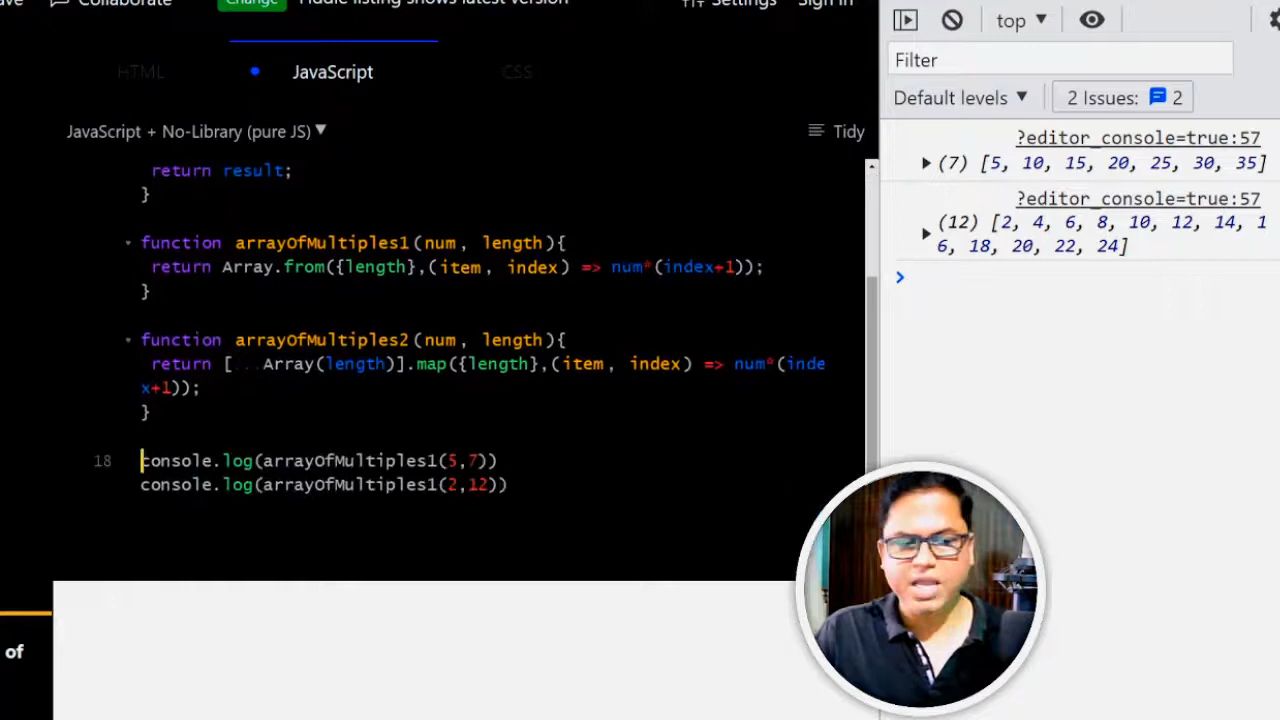 Collaborate
Change
Fiddle listing shows latest version
Settings
Sign in
top
HTML
JavaScript
CSS
Filter
Default levels
2 Issues:
2
JavaScript + No-Library (pure JS)
Tidy
return result;
}
function arrayOfMultiples1(num, length){
return Array.from({length},(item, index) => num*(index+1));
}
function arrayOfMultiples2(num, length){
return [...Array(length)].map({length},(item, index) => num*(inde
x+1));
}
18 console.log(arrayOfMultiples1(5,7))
console.log(arrayOfMultiples1(2,12))
?editor_console=true:57
(7) [5, 10, 15, 20, 25, 30, 35]
?editor_console=true:57
(12) [2, 4, 6, 8, 10, 12, 14, 1
6, 18, 20, 22, 24]
of